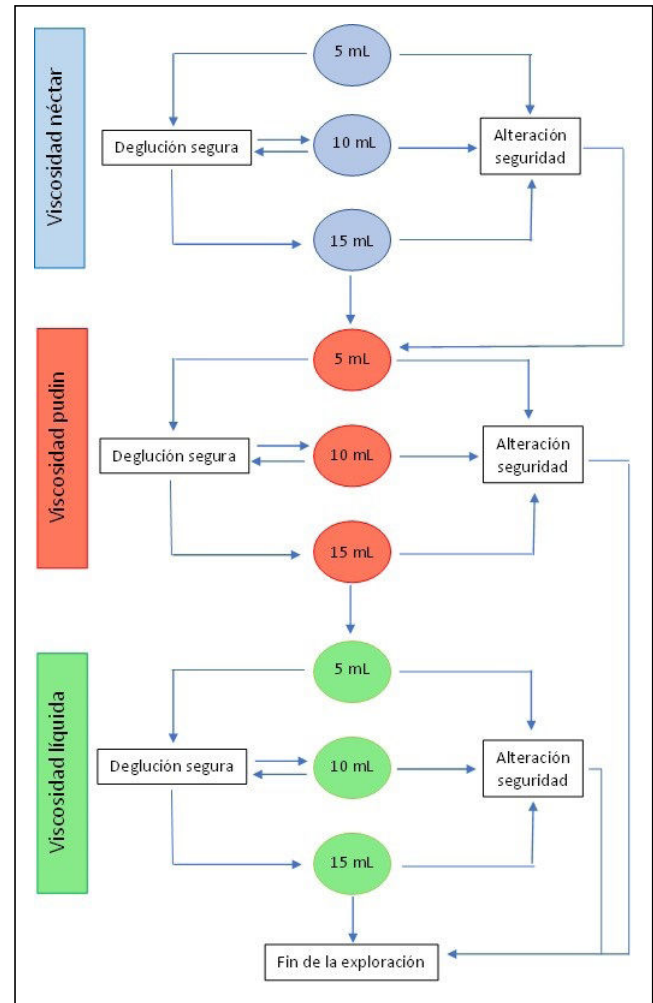 Viscosidad néctar
5 mL
Deglución segura
10 mL
Alteración
seguridad
15 mL
Viscosidad pudin
5 mL
Deglución segura
10 mL
Alteración
seguridad
15 mL
Viscosidad líquida
5 mL
Deglución segura
10 mL
Alteración
seguridad
15 mL
Fin de la exploración